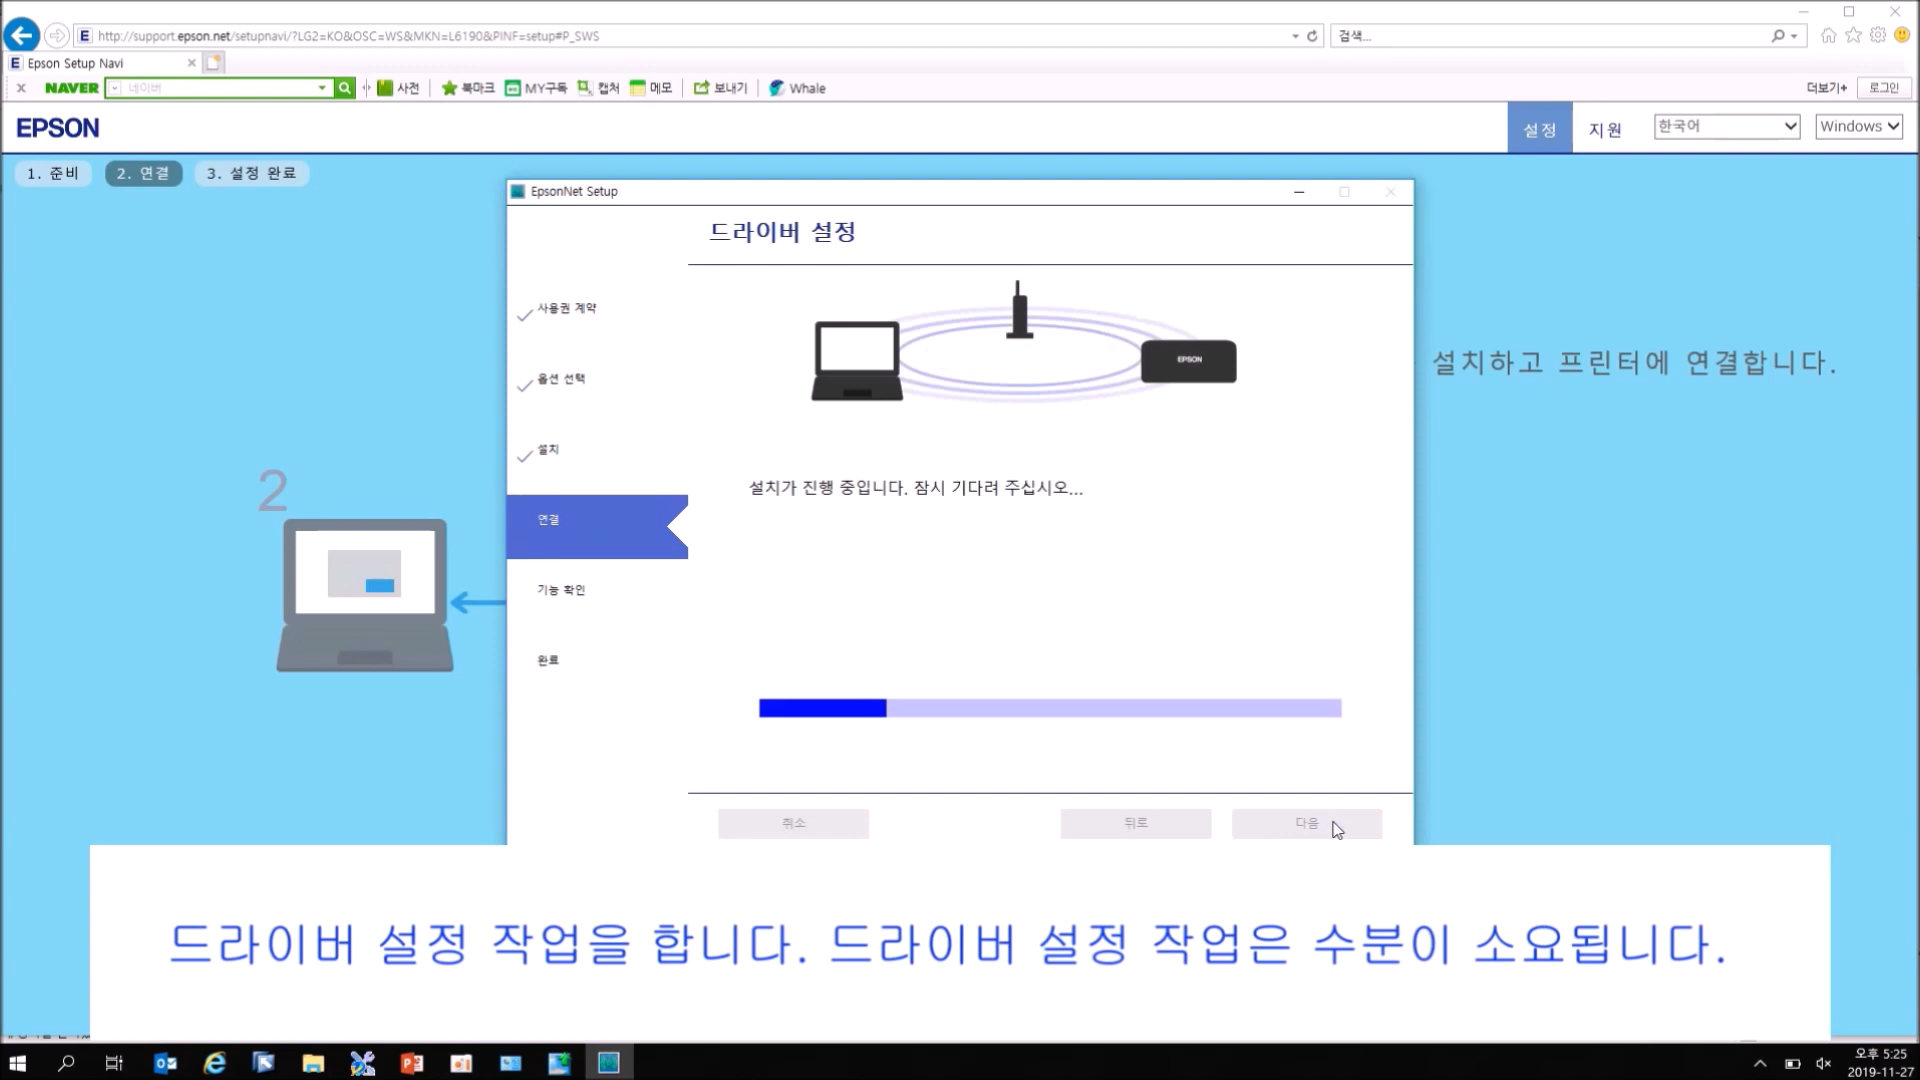 http://support.epson.net/setupnavi/?LG2=KO&OSC=WS&MKN=L6190&PINF=setup#P_SWS
검색...
Epson Setup Navi
NAVER 네이버 사전 북마크 MY구독 캡처 메모 보내기 Whale 더보기+ 로그인
EPSON 설정 지원 한국어 Windows
1. 준비 2. 연결 3. 설정 완료
EpsonNet Setup
드라이버 설정
사용권 계약
옵션 선택
설치
연결
기능 확인
완료
EPSON
설치하고 프린터에 연결합니다.
2
설치가 진행 중입니다. 잠시 기다려 주십시오...
취소 뒤로 다음
드라이버 설정 작업을 합니다. 드라이버 설정 작업은 수분이 소요됩니다.
오후 5:25
2019-11-27